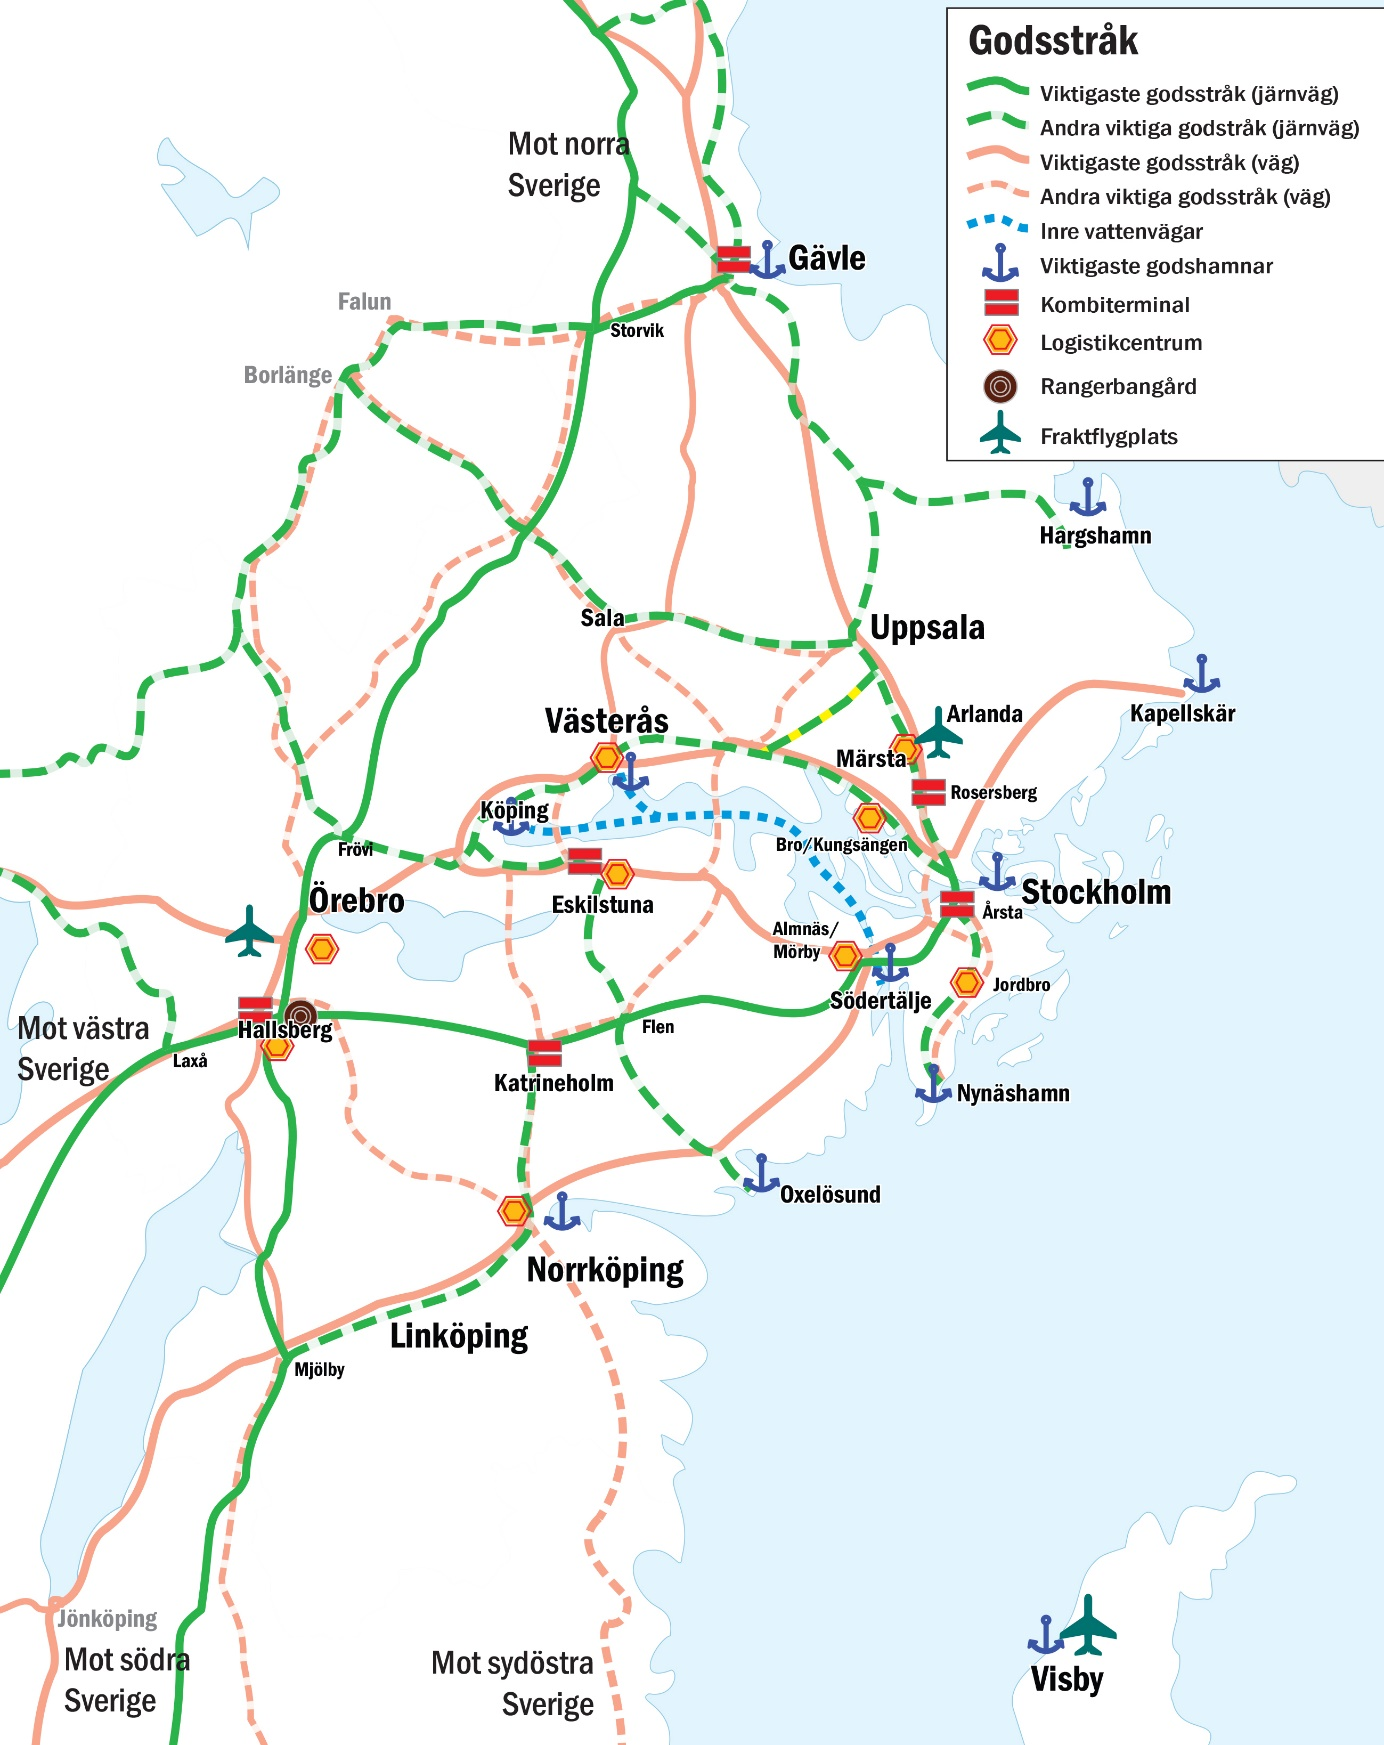 Godsstråk
Viktigaste godsstråk (järnväg)
Andra viktiga godstråk (järnväg)
Viktigaste godsstråk (väg)
Andra viktiga godsstråk (väg)
Inre vattenvägar
Viktigaste godshamnar
Kombiterminal
Logistikcentrum
Rangerbangård
Fraktflygplats
Mot norra
Sverige
Gävle
Falun
Storvik
Borlänge
Hargshamn
Sala
Uppsala
Kapellskär
Västerås
Arlanda
Märsta
Rosersberg
Köping
Bro/Kungsängen
Frövi
Örebro
Eskilstuna
Stockholm
Årsta
Almnäs/
Mörby
Södertälje
Jordbro
Mot västra
Sverige
Hallsberg
Laxå
Flen
Katrineholm
Nynäshamn
Oxelösund
Norrköping
Linköping
Mjölby
Jönköping
Mot södra
Sverige
Mot sydöstra
Sverige
Visby